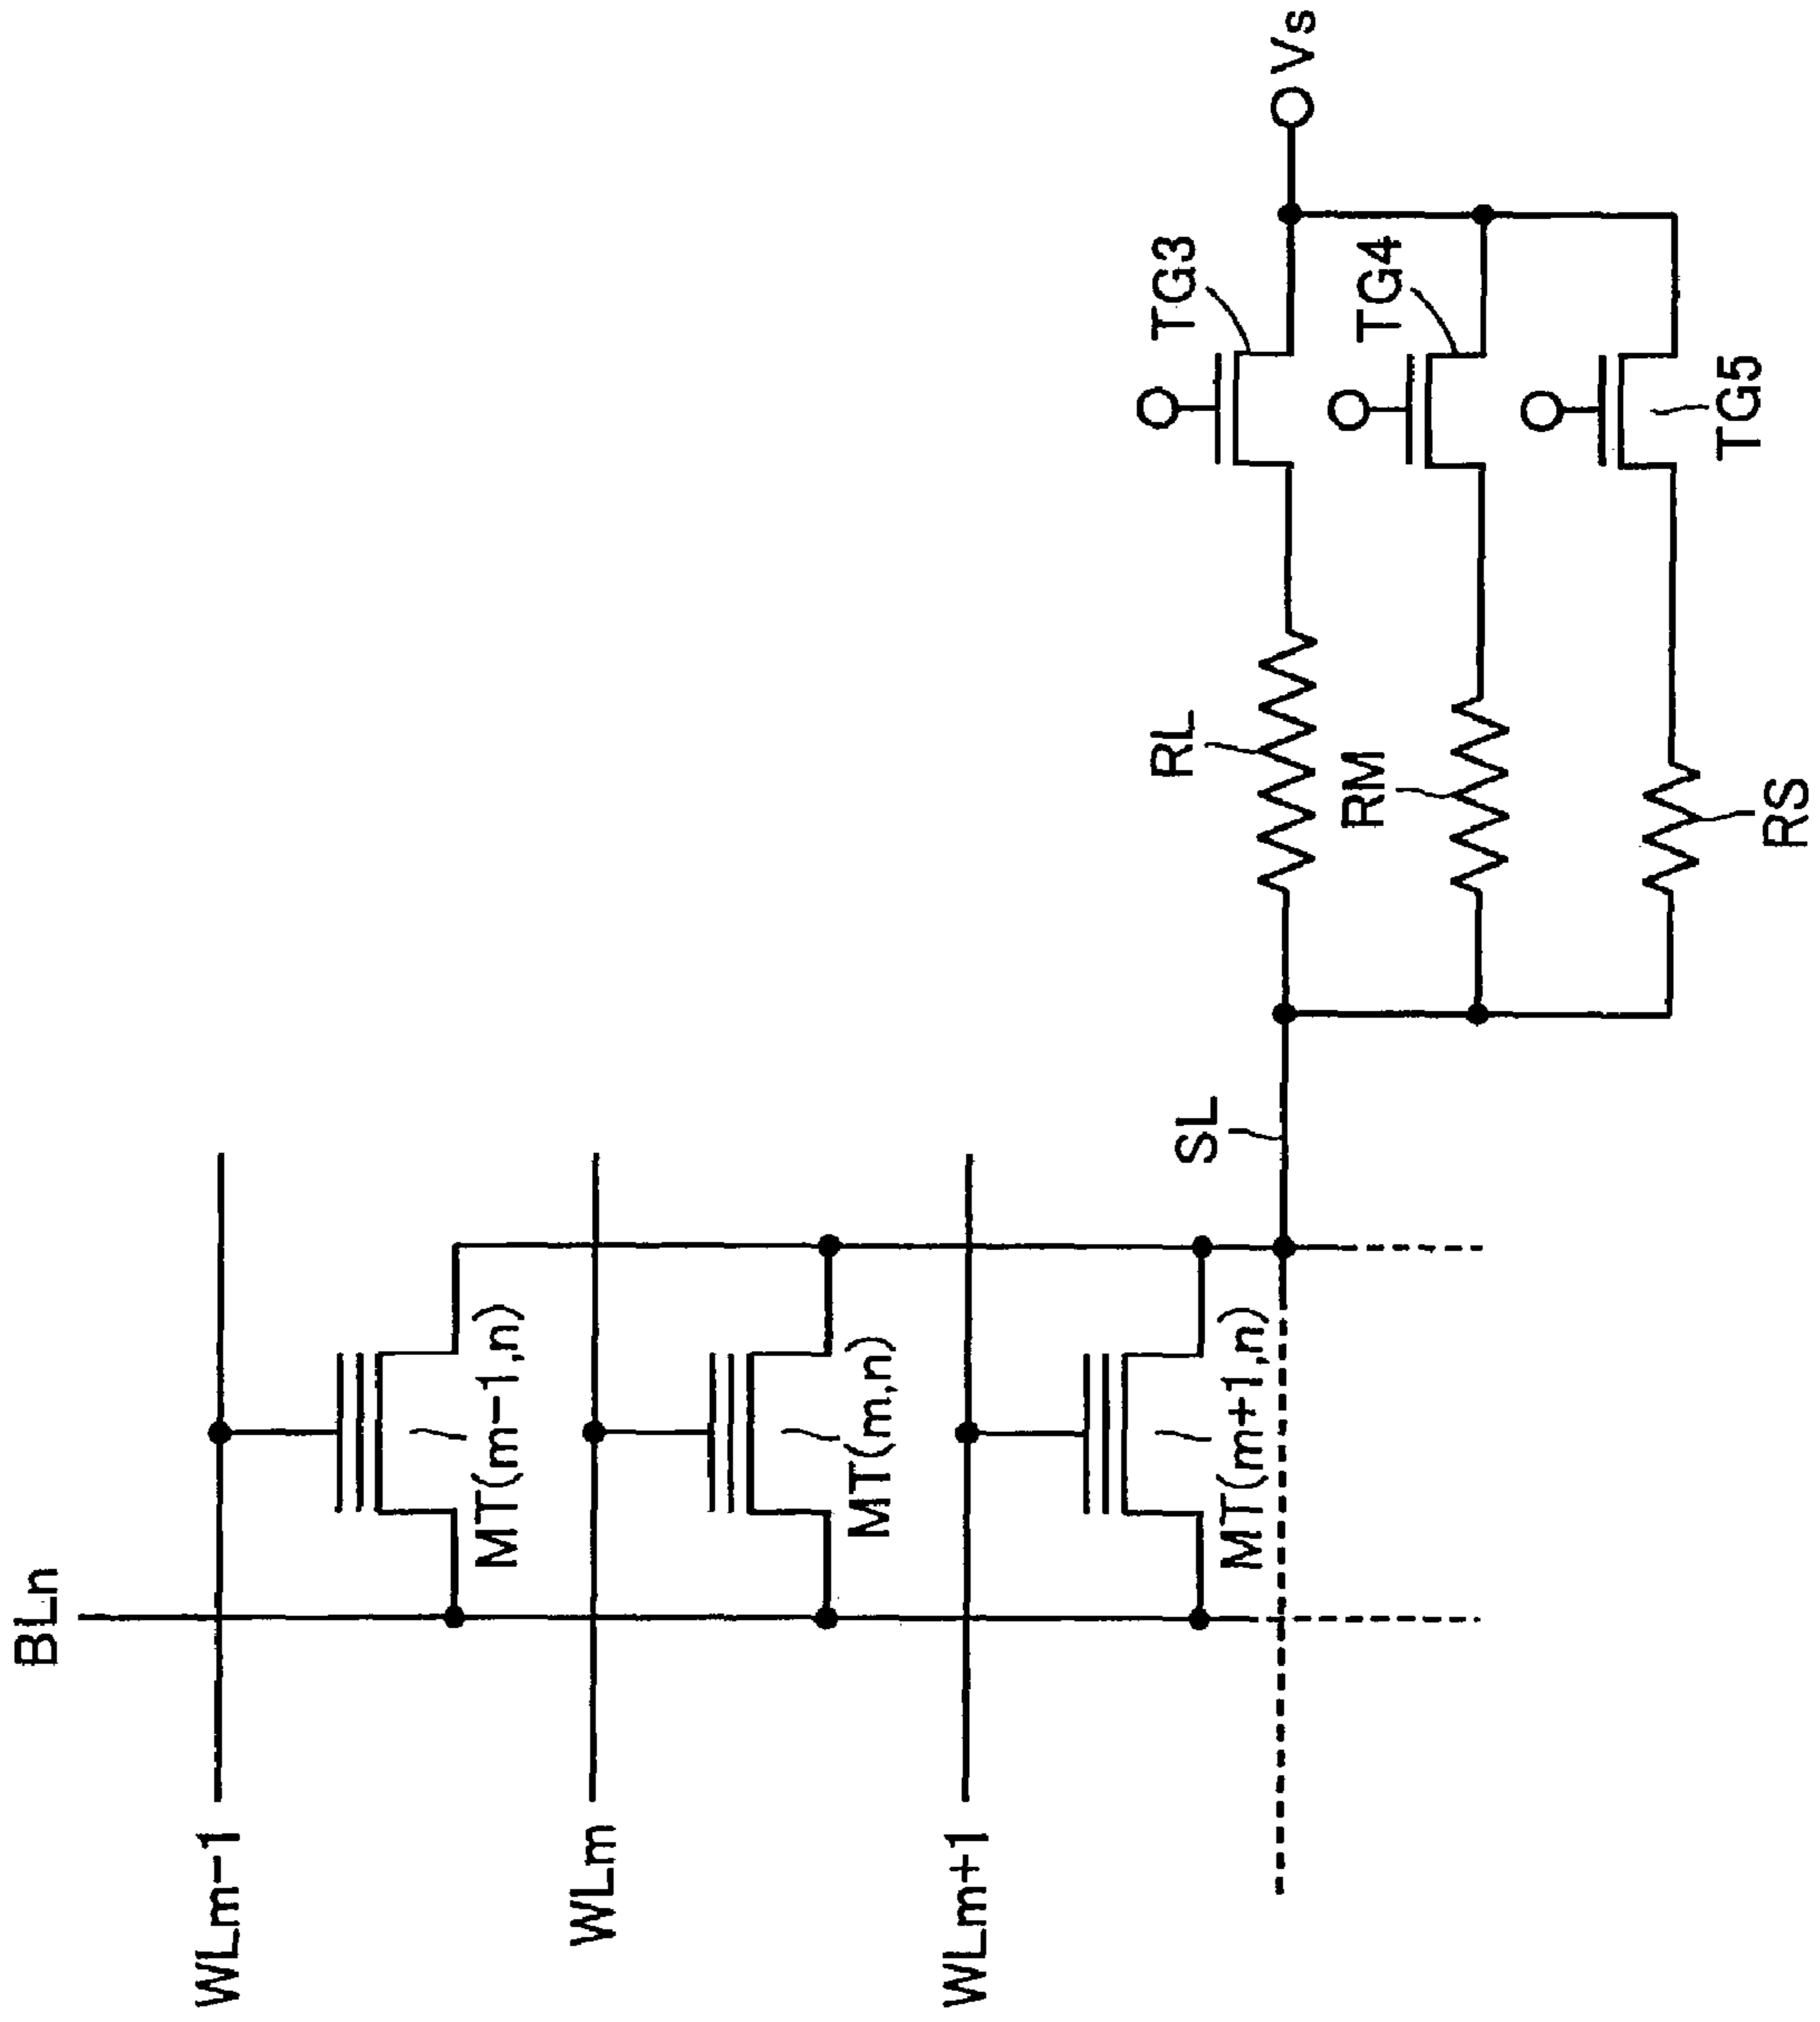 BLn
WLm-1
MT(m-1,n)
WLm
MT(m,n)
WLm+1
MT(m+1,n)
SL
RL
TG3
Vs
RM
TG4
RS
TG5